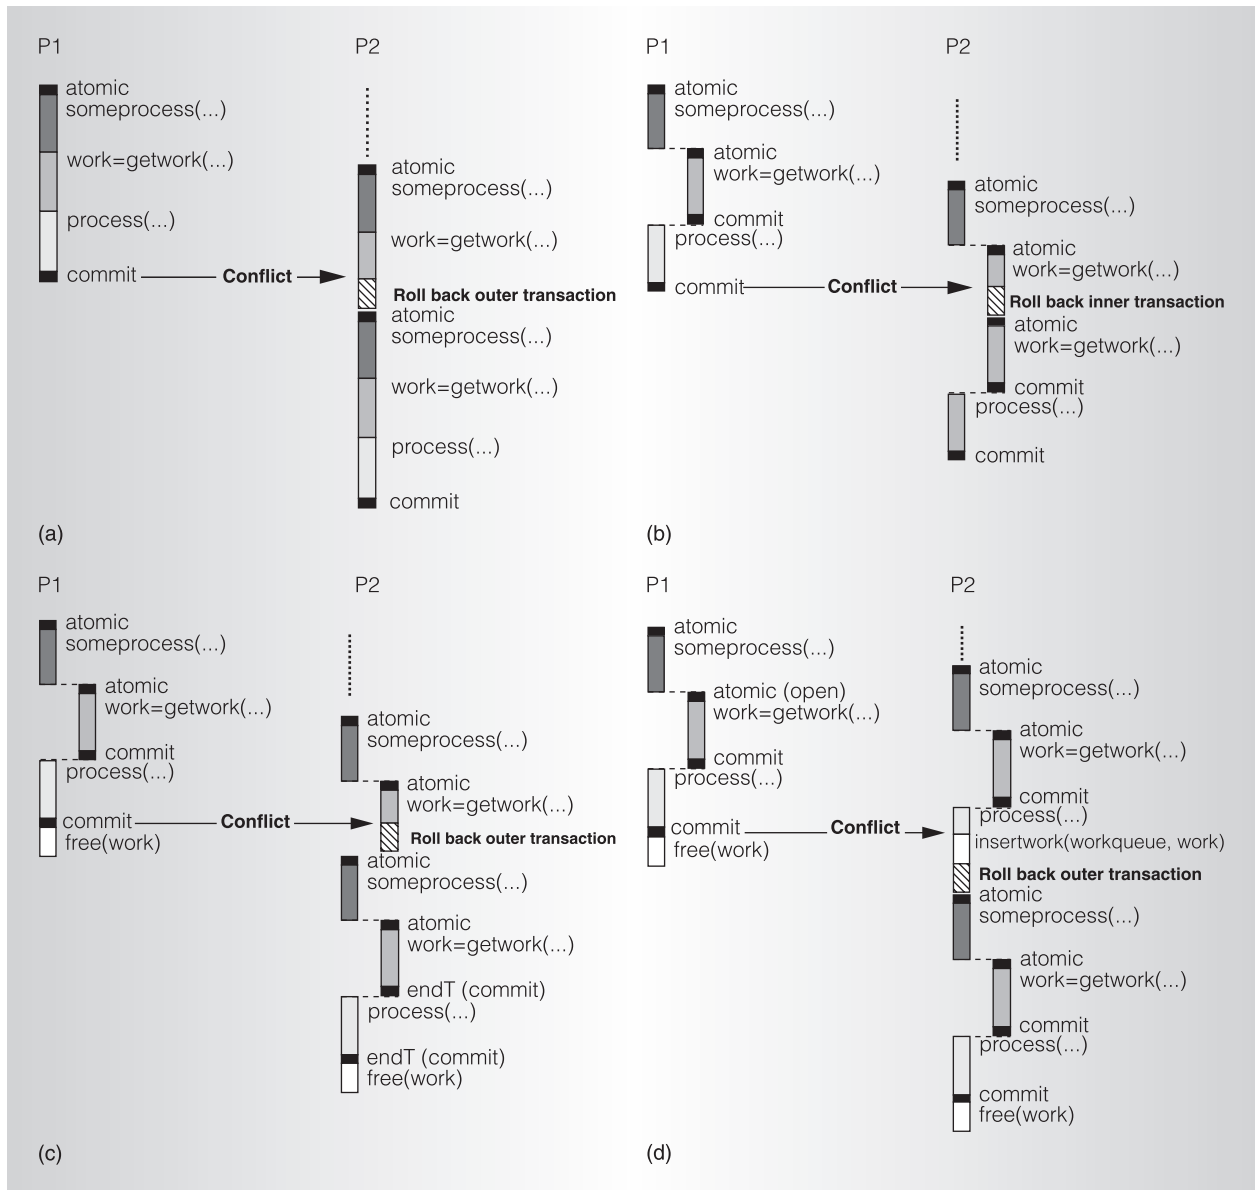 P1
P2
atomic
someprocess(...)
work=getwork(...)
process(...)
commit
Conflict
atomic
someprocess(...)
work=getwork(...)
Roll back outer transaction
atomic
someprocess(...)
work=getwork(...)
process(...)
commit
(a)
P1
P2
atomic
someprocess(...)
atomic
work=getwork(...)
commit
process(...)
commit
Conflict
atomic
someprocess(...)
atomic
work=getwork(...)
Roll back inner transaction
atomic
work=getwork(...)
commit
process(...)
commit
(b)
P1
P2
atomic
someprocess(...)
atomic
work=getwork(...)
commit
process(...)
commit
free(work)
Conflict
atomic
someprocess(...)
atomic
work=getwork(...)
Roll back outer transaction
atomic
someprocess(...)
atomic
work=getwork(...)
endT (commit)
process(...)
endT (commit)
free(work)
(c)
P1
P2
atomic
someprocess(...)
atomic (open)
work=getwork(...)
commit
process(...)
commit
free(work)
Conflict
atomic
someprocess(...)
atomic
work=getwork(...)
commit
process(...)
insertwork(workqueue, work)
Roll back outer transaction
atomic
someprocess(...)
atomic
work=getwork(...)
commit
process(...)
commit
free(work)
(d)